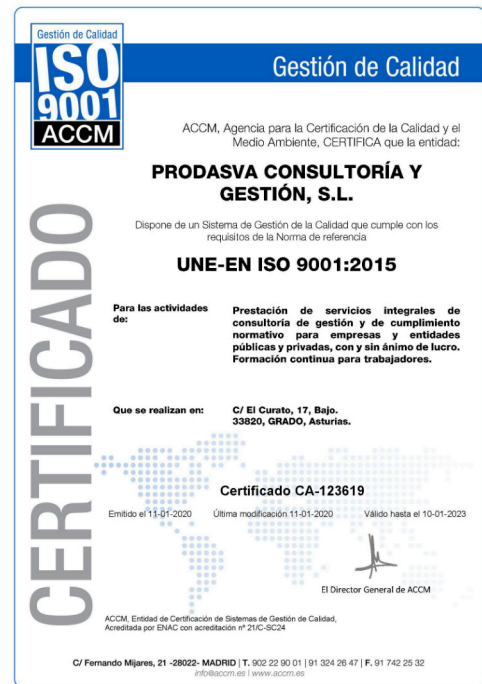 Gestión de Calidad
ISO
9001
ACCM
Gestión de Calidad
ACCM, Agencia para la Certificación de la Calidad y el
Medio Ambiente, CERTIFICA que la entidad:
PRODASVA CONSULTORÍA Y
GESTIÓN, S.L.
Dispone de un Sistema de Gestión de la Calidad que cumple con los
requisitos de la Norma de referencia
UNE-EN ISO 9001:2015
CERTIFICADO
Para las actividades
de:
Prestación de servicios integrales de
consultoría de gestión y de cumplimiento
normativo para empresas y entidades
públicas y privadas, con y sin ánimo de lucro.
Formación continua para trabajadores.
Que se realizan en:
C/ El Curato, 17, Bajo.
33820, GRADO, Asturias.
Certificado CA-123619
Emitido el 11-01-2020 Última modificación 11-01-2020 Válido hasta el 10-01-2023
El Director General de ACCM
ACCM, Entidad de Certificación de Sistemas de Gestión de Calidad,
Acreditada por ENAC con acreditación nº 21/C-SC24
C/ Fernando Mijares, 21 -28022- MADRID | T. 902 22 90 01 | 91 324 26 47 | F. 91 742 25 32
info@accm.es | www.accm.es